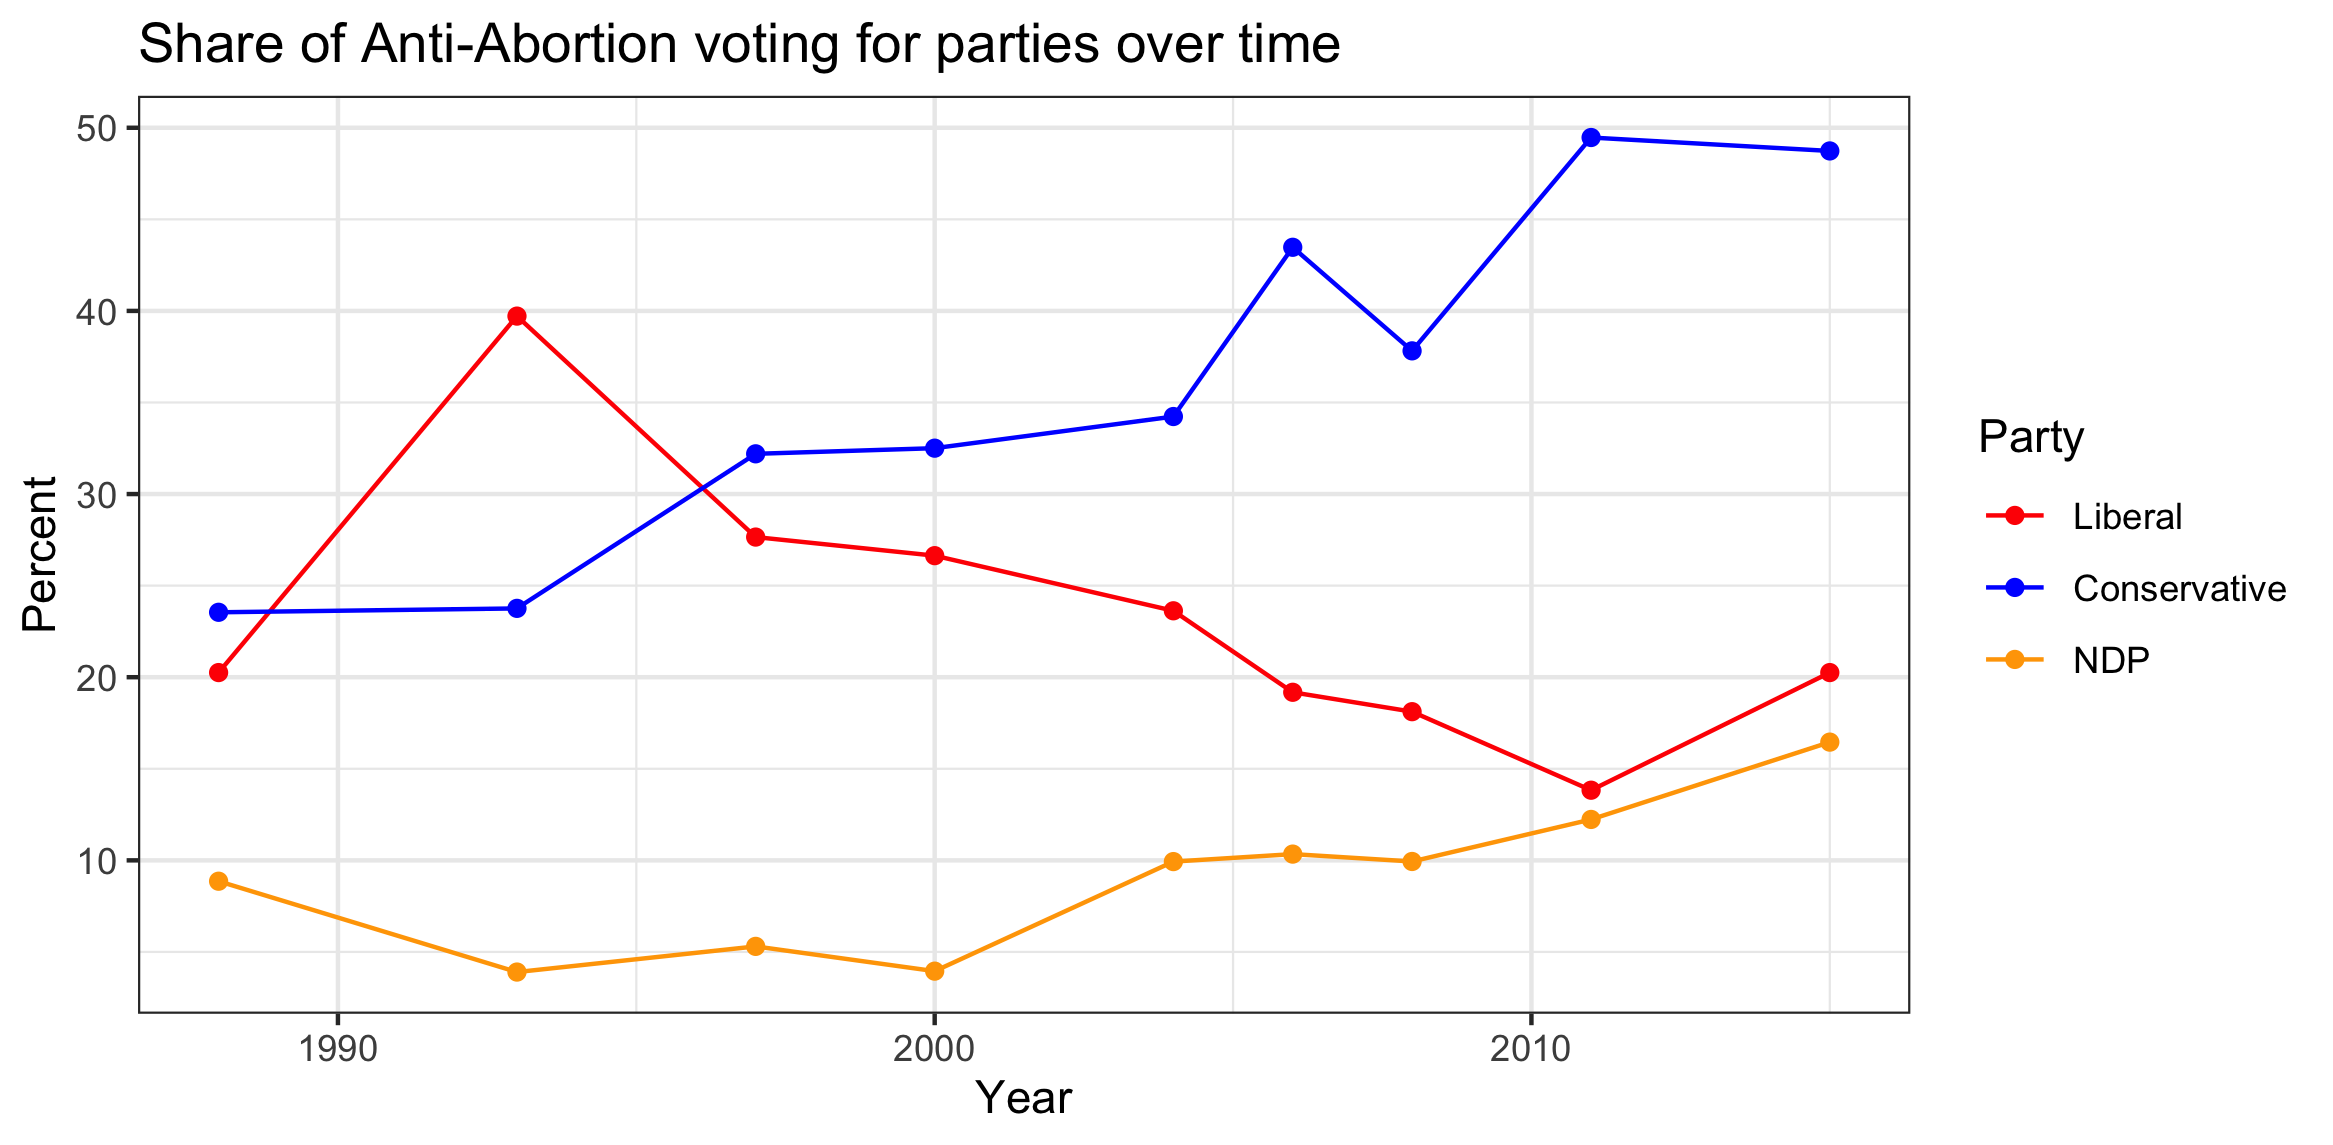 Share of Anti-Abortion voting for parties over time
50
40
30
20
10
Percent
1990 2000 2010
Year
Party
Liberal
Conservative
NDP